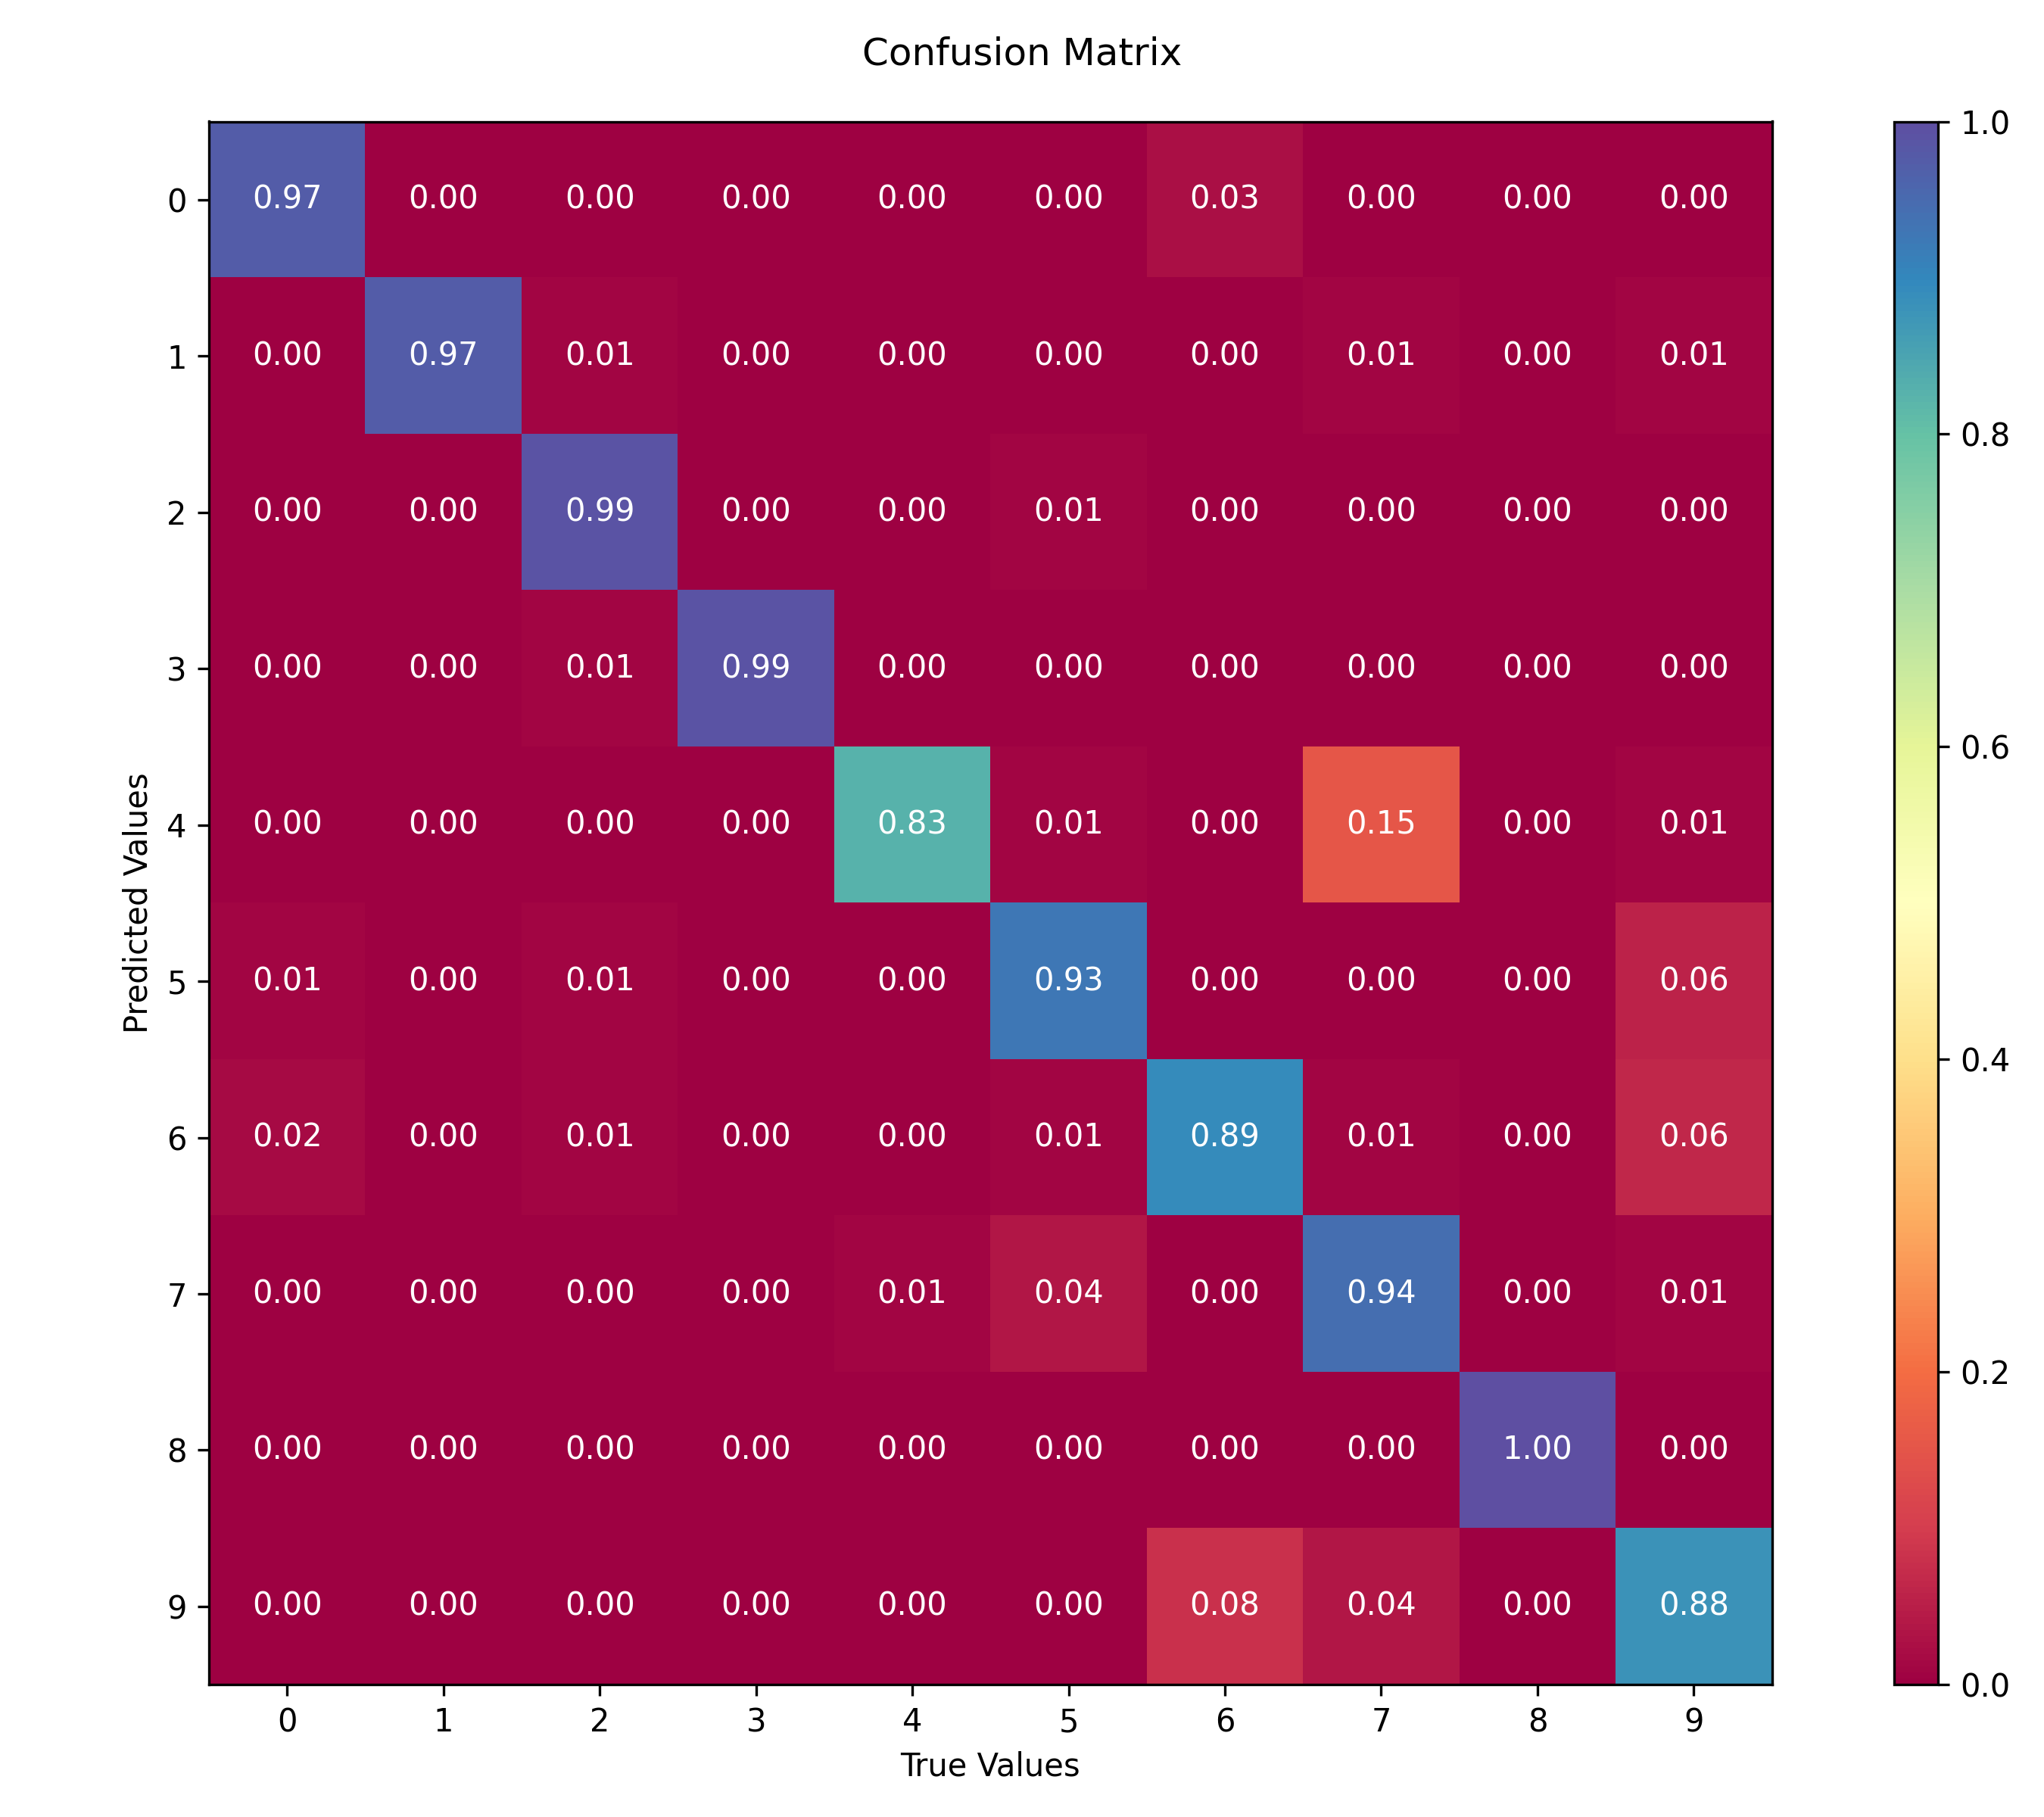 Confusion Matrix
0 0.97 0.00 0.00 0.00 0.00 0.00 0.03 0.00 0.00 0.00
1 0.00 0.97 0.01 0.00 0.00 0.00 0.00 0.01 0.00 0.01
2 0.00 0.00 0.99 0.00 0.00 0.01 0.00 0.00 0.00 0.00
3 0.00 0.00 0.01 0.99 0.00 0.00 0.00 0.00 0.00 0.00
4 0.00 0.00 0.00 0.00 0.83 0.01 0.00 0.15 0.00 0.01
5 0.01 0.00 0.01 0.00 0.00 0.93 0.00 0.00 0.00 0.06
6 0.02 0.00 0.01 0.00 0.00 0.01 0.89 0.01 0.00 0.06
7 0.00 0.00 0.00 0.00 0.01 0.04 0.00 0.94 0.00 0.01
8 0.00 0.00 0.00 0.00 0.00 0.00 0.00 0.00 1.00 0.00
9 0.00 0.00 0.00 0.00 0.00 0.00 0.08 0.04 0.00 0.88
0 1 2 3 4 5 6 7 8 9
True Values
Predicted Values
1.0
0.8
0.6
0.4
0.2
0.0